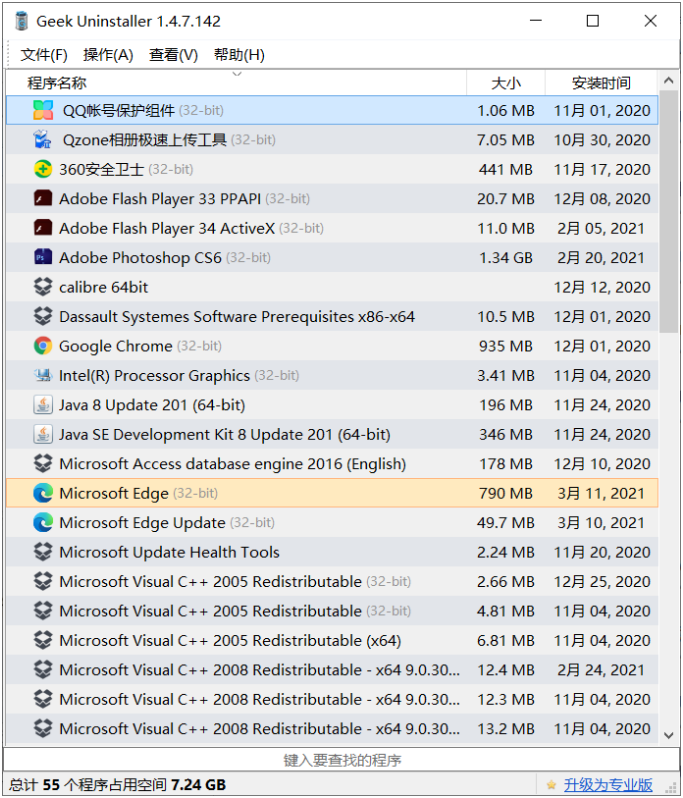 Geek Uninstaller 1.4.7.142
文件(F) 操作(A) 查看(V) 帮助(H)
程序名称 大小 安装时间
QQ帐号保护组件 (32-bit) 1.06 MB 11月 01, 2020
Qzone相册极速上传工具 (32-bit) 7.05 MB 10月 30, 2020
360安全卫士 (32-bit) 441 MB 11月 17, 2020
Adobe Flash Player 33 PPAPI (32-bit) 20.7 MB 12月 08, 2020
Adobe Flash Player 34 ActiveX (32-bit) 11.0 MB 2月 05, 2021
Adobe Photoshop CS6 (32-bit) 1.34 GB 2月 20, 2021
calibre 64bit 12月 12, 2020
Dassault Systemes Software Prerequisites x86-x64 10.5 MB 12月 01, 2020
Google Chrome (32-bit) 935 MB 12月 01, 2020
Intel(R) Processor Graphics (32-bit) 3.41 MB 11月 04, 2020
Java 8 Update 201 (64-bit) 196 MB 11月 24, 2020
Java SE Development Kit 8 Update 201 (64-bit) 346 MB 11月 24, 2020
Microsoft Access database engine 2016 (English) 178 MB 12月 10, 2020
Microsoft Edge (32-bit) 790 MB 3月 11, 2021
Microsoft Edge Update (32-bit) 49.7 MB 3月 10, 2021
Microsoft Update Health Tools 2.24 MB 11月 20, 2020
Microsoft Visual C++ 2005 Redistributable (32-bit) 2.66 MB 12月 25, 2020
Microsoft Visual C++ 2005 Redistributable (32-bit) 4.81 MB 11月 04, 2020
Microsoft Visual C++ 2005 Redistributable (x64) 6.81 MB 11月 04, 2020
Microsoft Visual C++ 2008 Redistributable - x64 9.0.30... 12.4 MB 2月 24, 2021
Microsoft Visual C++ 2008 Redistributable - x64 9.0.30... 12.3 MB 11月 04, 2020
Microsoft Visual C++ 2008 Redistributable - x64 9.0.30... 13.2 MB 11月 04, 2020
键入要查找的程序
总计 55 个程序占用空间 7.24 GB 升级为专业版